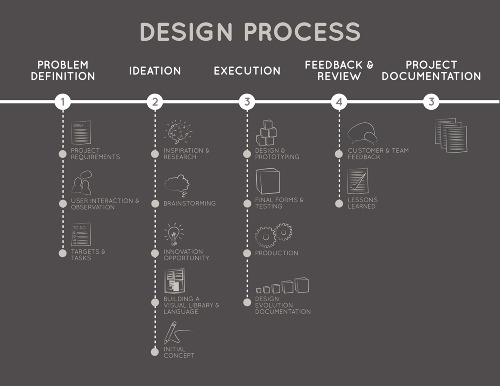 DESIGN PROCESS
PROBLEM
DEFINITION
IDEATION
EXECUTION
FEEDBACK &
REVIEW
PROJECT
DOCUMENTATION
1
2
3
4
3
PROJECT
REQUIREMENTS
USER INTERACTION &
OBSERVATION
TO DO
TARGETS &
TASKS
INSPIRATION &
RESEARCH
BRAINSTORMING
INNOVATION
OPPORTUNITY
BUILDING A
VISUAL LIBRARY &
LANGUAGE
INITIAL
CONCEPT
DESIGN &
PROTOTYPING
FINAL FORMS &
TESTING
PRODUCTION
DESIGN
EVOLUTION
DOCUMENTATION
CUSTOMER & TEAM
FEEDBACK
LESSONS
LEARNED